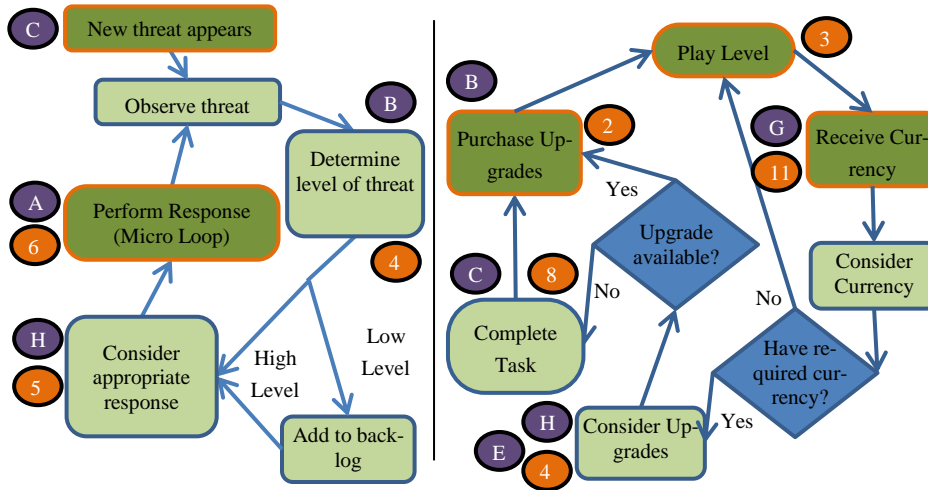 C
New threat appears
Observe threat
B
Determine
level of threat
4
A
6
Perform Response
(Micro Loop)
H
5
Consider
appropriate
response
High
Level
Low
Level
Add to back-
log
Play Level
3
B
2
Purchase Up-
grades
G
11
Receive Cur-
rency
Yes
Upgrade
available?
No
C
8
Complete
Task
Consider
Currency
No
Have re-
quired cur-
rency?
Yes
H
E
4
Consider Up-
grades